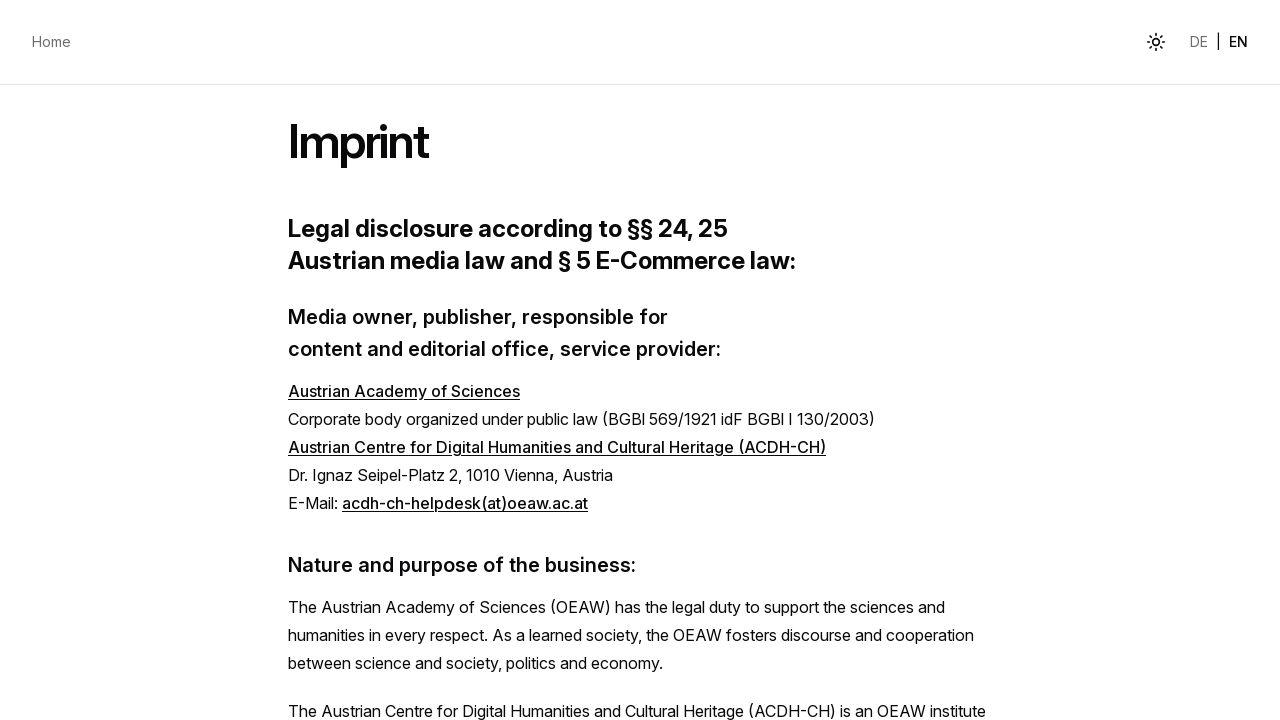 Home
DE | EN
Imprint
Legal disclosure according to §§ 24, 25
Austrian media law and § 5 E-Commerce law:
Media owner, publisher, responsible for
content and editorial office, service provider:
Austrian Academy of Sciences
Corporate body organized under public law (BGBl 569/1921 idF BGBl I 130/2003)
Austrian Centre for Digital Humanities and Cultural Heritage (ACDH-CH)
Dr. Ignaz Seipel-Platz 2, 1010 Vienna, Austria
E-Mail: acdh-ch-helpdesk(at)oeaw.ac.at
Nature and purpose of the business:
The Austrian Academy of Sciences (OEAW) has the legal duty to support the sciences and
humanities in every respect. As a learned society, the OEAW fosters discourse and cooperation
between science and society, politics and economy.
The Austrian Centre for Digital Humanities and Cultural Heritage (ACDH-CH) is an OEAW institute